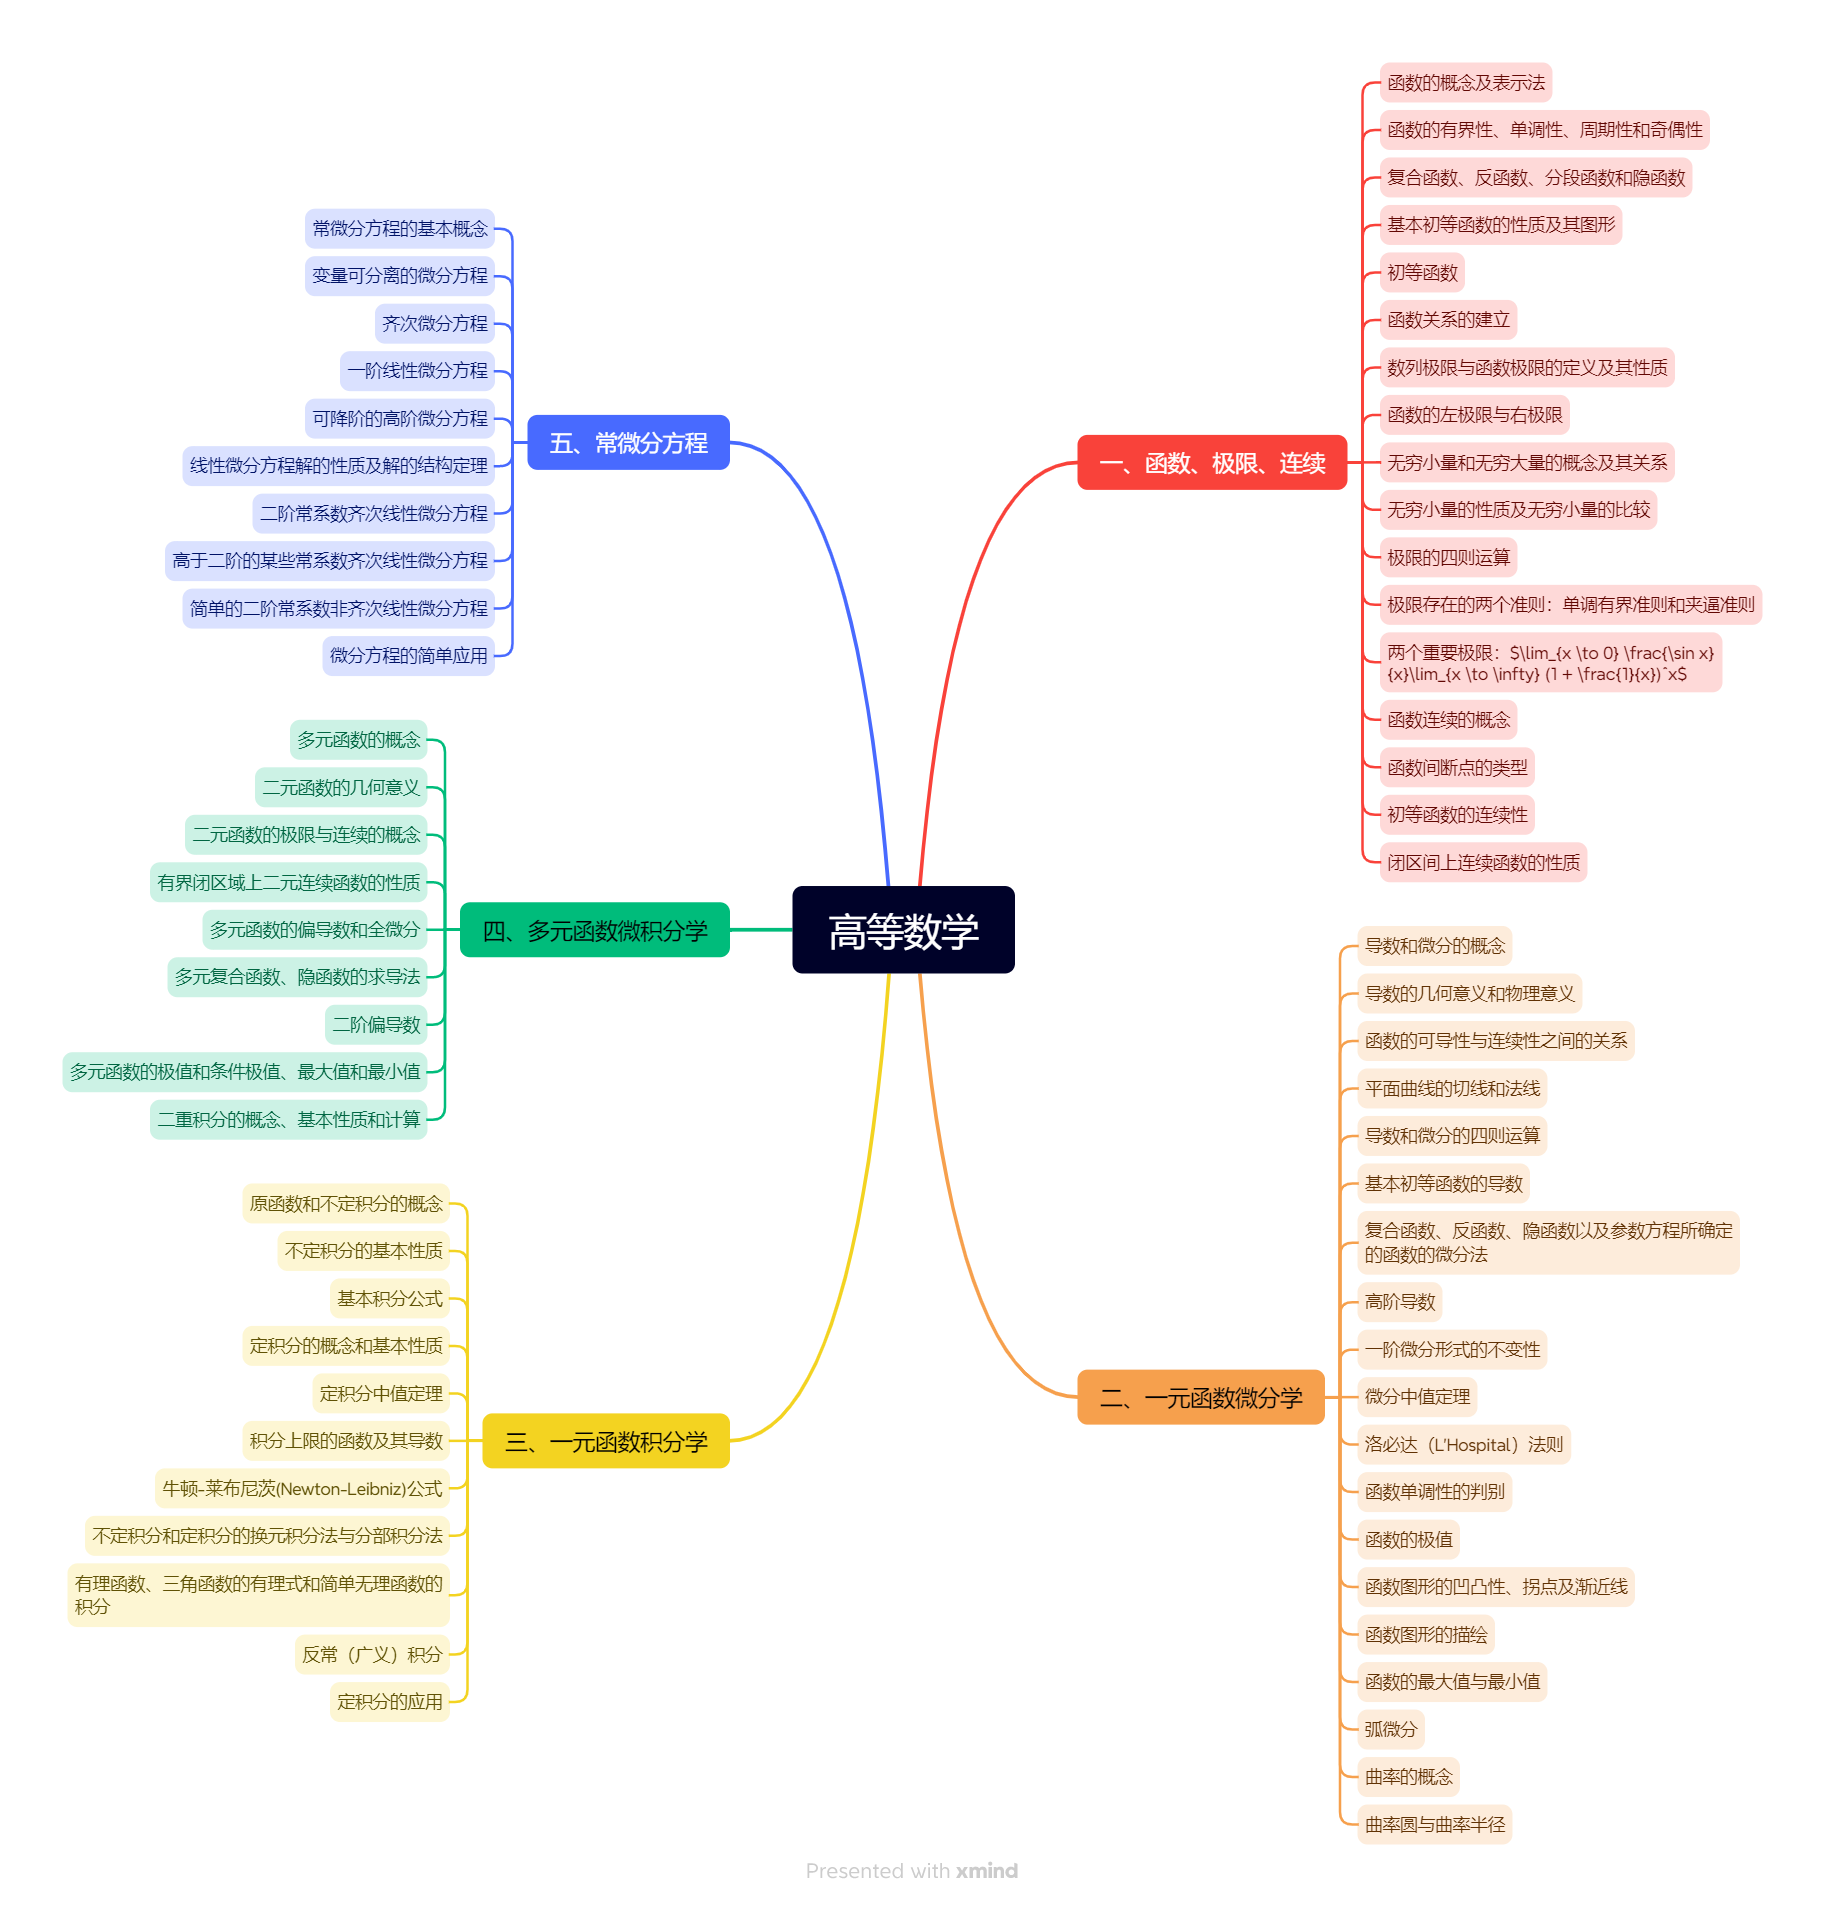 高等数学
一、函数、极限、连续
函数的概念及表示法
函数的有界性、单调性、周期性和奇偶性
复合函数、反函数、分段函数和隐函数
基本初等函数的性质及其图形
初等函数
函数关系的建立
数列极限与函数极限的定义及其性质
函数的左极限与右极限
无穷小量和无穷大量的概念及其关系
无穷小量的性质及无穷小量的比较
极限的四则运算
极限存在的两个准则：单调有界准则和夹逼准则
两个重要极限：$\lim_{x \to 0} \frac{\sin x}
{x}\lim_{x \to \infty} (1 + \frac{1}{x})^x$
函数连续的概念
函数间断点的类型
初等函数的连续性
闭区间上连续函数的性质
二、一元函数微分学
导数和微分的概念
导数的几何意义和物理意义
函数的可导性与连续性之间的关系
平面曲线的切线和法线
导数和微分的四则运算
基本初等函数的导数
复合函数、反函数、隐函数以及参数方程所确定
的函数的微分法
高阶导数
一阶微分形式的不变性
微分中值定理
洛必达（L'Hospital）法则
函数单调性的判别
函数的极值
函数图形的凹凸性、拐点及渐近线
函数图形的描绘
函数的最大值与最小值
弧微分
曲率的概念
曲率圆与曲率半径
三、一元函数积分学
原函数和不定积分的概念
不定积分的基本性质
基本积分公式
定积分的概念和基本性质
定积分中值定理
积分上限的函数及其导数
牛顿-莱布尼茨(Newton-Leibniz)公式
不定积分和定积分的换元积分法与分部积分法
有理函数、三角函数的有理式和简单无理函数的
积分
反常（广义）积分
定积分的应用
四、多元函数微积分学
多元函数的概念
二元函数的几何意义
二元函数的极限与连续的概念
有界闭区域上二元连续函数的性质
多元函数的偏导数和全微分
多元复合函数、隐函数的求导法
二阶偏导数
多元函数的极值和条件极值、最大值和最小值
二重积分的概念、基本性质和计算
五、常微分方程
常微分方程的基本概念
变量可分离的微分方程
齐次微分方程
一阶线性微分方程
可降阶的高阶微分方程
线性微分方程解的性质及解的结构定理
二阶常系数齐次线性微分方程
高于二阶的某些常系数齐次线性微分方程
简单的二阶常系数非齐次线性微分方程
微分方程的简单应用
Presented with xmind